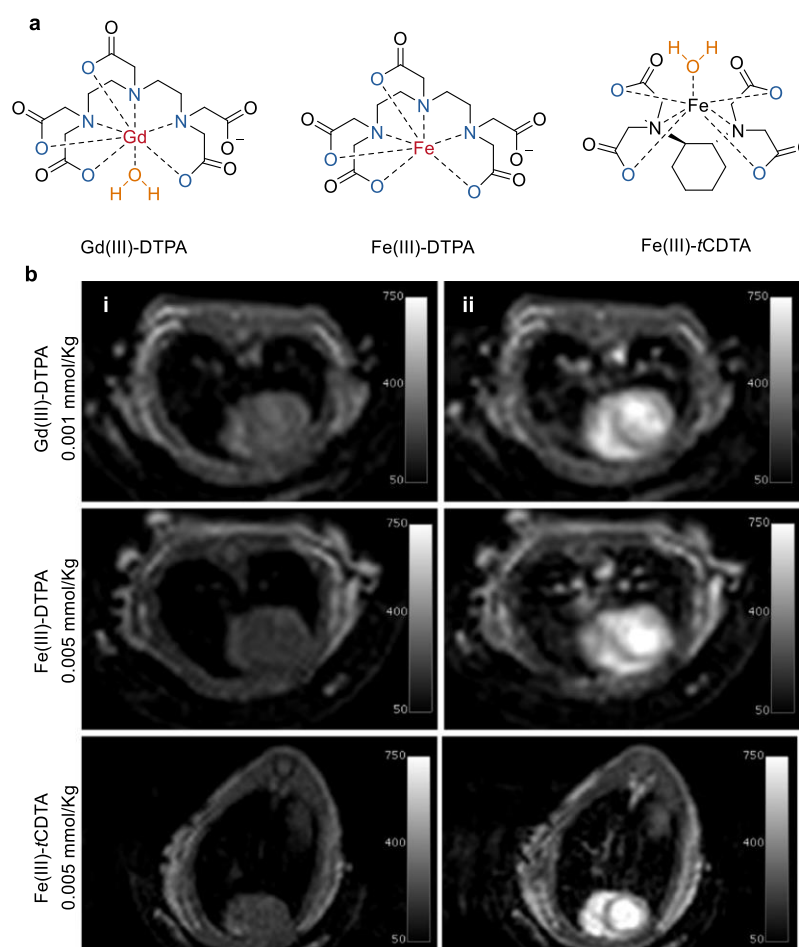 a
O
O
N
N
N
O
O
O
O
O–
O
O
O
Gd
H O H
Gd(III)-DTPA
O
O
N
N
N
O
O
O
O
O–
O
O
O
Fe
Fe(III)-DTPA
H H
O
O
O
O
O
Fe
N
N
O
O
O
O
Fe(III)-tCDTA
b
i
ii
Gd(III)-DTPA
0.001 mmol/Kg
750
400
50
750
400
50
Fe(III)-DTPA
0.005 mmol/Kg
750
400
50
750
400
50
Fe(III)-tCDTA
0.005 mmol/Kg
750
400
50
750
400
50